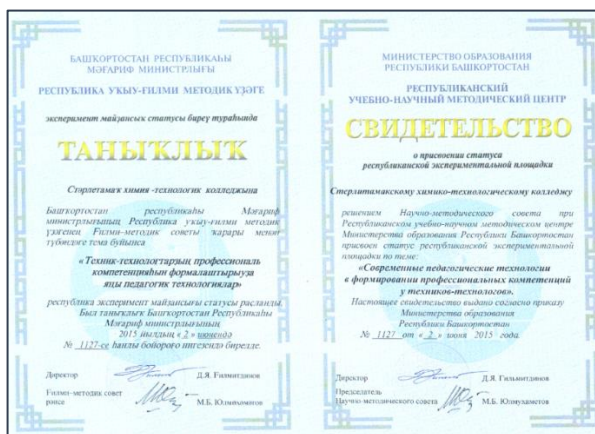 БАШҠОРТОСТАН РЕСПУБЛИКАҺЫ
МӘҒАРИФ МИНИСТРЛЫҒЫ
РЕСПУБЛИКА УҚЫУ-ҒИЛМИ МЕТОДИК ҮҘӘГЕ
эксперимент майҙансыҡ статусы биреү тураһында
ТАНЫҠЛЫҠ
Стәрлетамаҡ химия -технологик колледжына
Башҡортостан республикаһы Мәғариф
министрлығының Республика уҡыу-ғилми методик
үҙәгенең Ғилми-методик советы ҡарары менән
түбәндәге тема буйынса
«Техник-технологтарҙың профессиональ
компетенцияһын формалаштырыуҙа
яңы педагогик технологиялар»
республика эксперимент майҙансығы статусы раҫланды.
Был танытҡлыҡ Башҡортостан Республикаһы
Мәғариф министрлығының
2015 йылдың « 2 » июнендә
№ 1127-се һанлы бойороғо нигеҙендә бирелде.
Директор Д.Я. Ғилмитдинов
Ғилми-методик совет
рәисе М.Б. Юлмөхәмәтов
МИНИСТЕРСТВО ОБРАЗОВАНИЯ
РЕСПУБЛИКИ БАШКОРТОСТАН
РЕСПУБЛИКАНСКИЙ
УЧЕБНО-НАУЧНЫЙ МЕТОДИЧЕСКИЙ ЦЕНТР
СВИДЕТЕЛЬСТВО
о присвоении статуса
республиканской экспериментальной площадки
Стерлитамакскому химико-технологическому колледжу
решением Научно-методического совета при
Республиканском учебно-научном методическом центре
Министерства образования Республики Башкортостан
присвоен статус республиканской экспериментальной
площадки по теме:
«Современные педагогические технологии
в формировании профессиональных компетенций
у техников-технологов».
Настоящее свидетельство выдано согласно приказу
Министерства образования
Республики Башкортостан
№ 1127 от « 2 » июня 2015 года.
Директор Д.Я. Гильмитдинов
Председатель
Научно-методического совета М.Б. Юлмухаметов